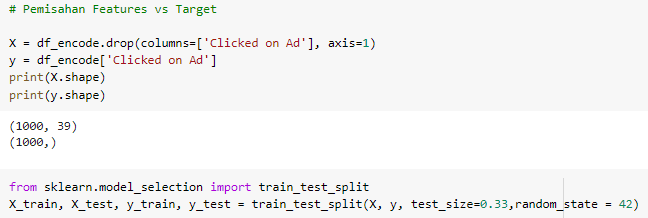 # Pemisahan Features vs Target
X = df_encode.drop(columns=['Clicked on Ad'], axis=1)
y = df_encode['Clicked on Ad']
print(X.shape)
print(y.shape)
(1000, 39)
(1000,)
from sklearn.model_selection import train_test_split
X_train, X_test, y_train, y_test = train_test_split(X, y, test_size=0.33,random_state = 42)